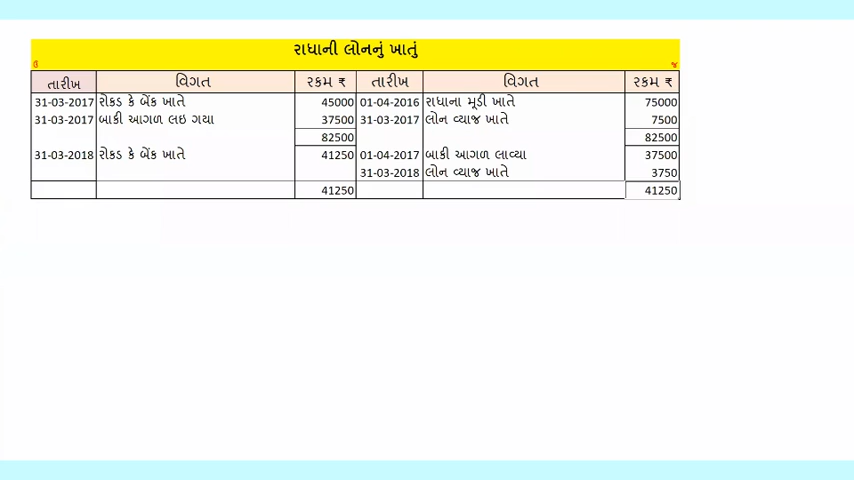 રાધાની લોનનું ખાતું
ઉ જ
તારીખ વિગત રકમ ₹ તારીખ વિગત રકમ ₹
31-03-2017 રોકડ કે બેંક ખાતે 45000 01-04-2016 રાધાના મૂડી ખાતે 75000
31-03-2017 બાકી આગળ લઇ ગયા 37500 31-03-2017 લોન વ્યાજ ખાતે 7500
82500 82500
31-03-2018 રોકડ કે બેંક ખાતે 41250 01-04-2017 બાકી આગળ લાવ્યા 37500
31-03-2018 લોન વ્યાજ ખાતે 3750
41250 41250